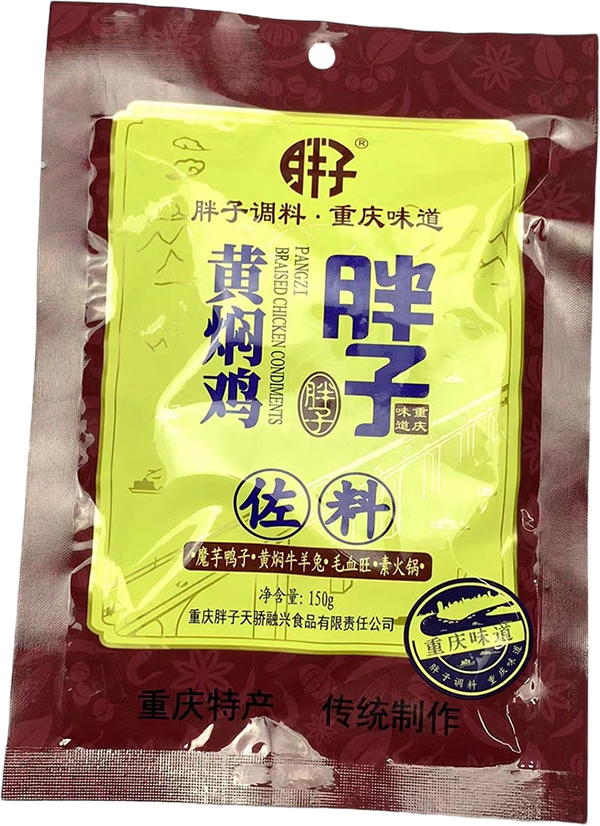 胖子®
胖子调料·重庆味道
胖子
重庆
味道
胖子
PANGZI
BRAISED CHICKEN CONDIMENTS
黄焖鸡
佐料
·魔芋鸭子·黄焖牛羊兔·毛血旺·素火锅·
净含量: 150g
重庆胖子天骄融兴食品有限责任公司
重庆味道
胖子调料 重庆味道
重庆特产 传统制作